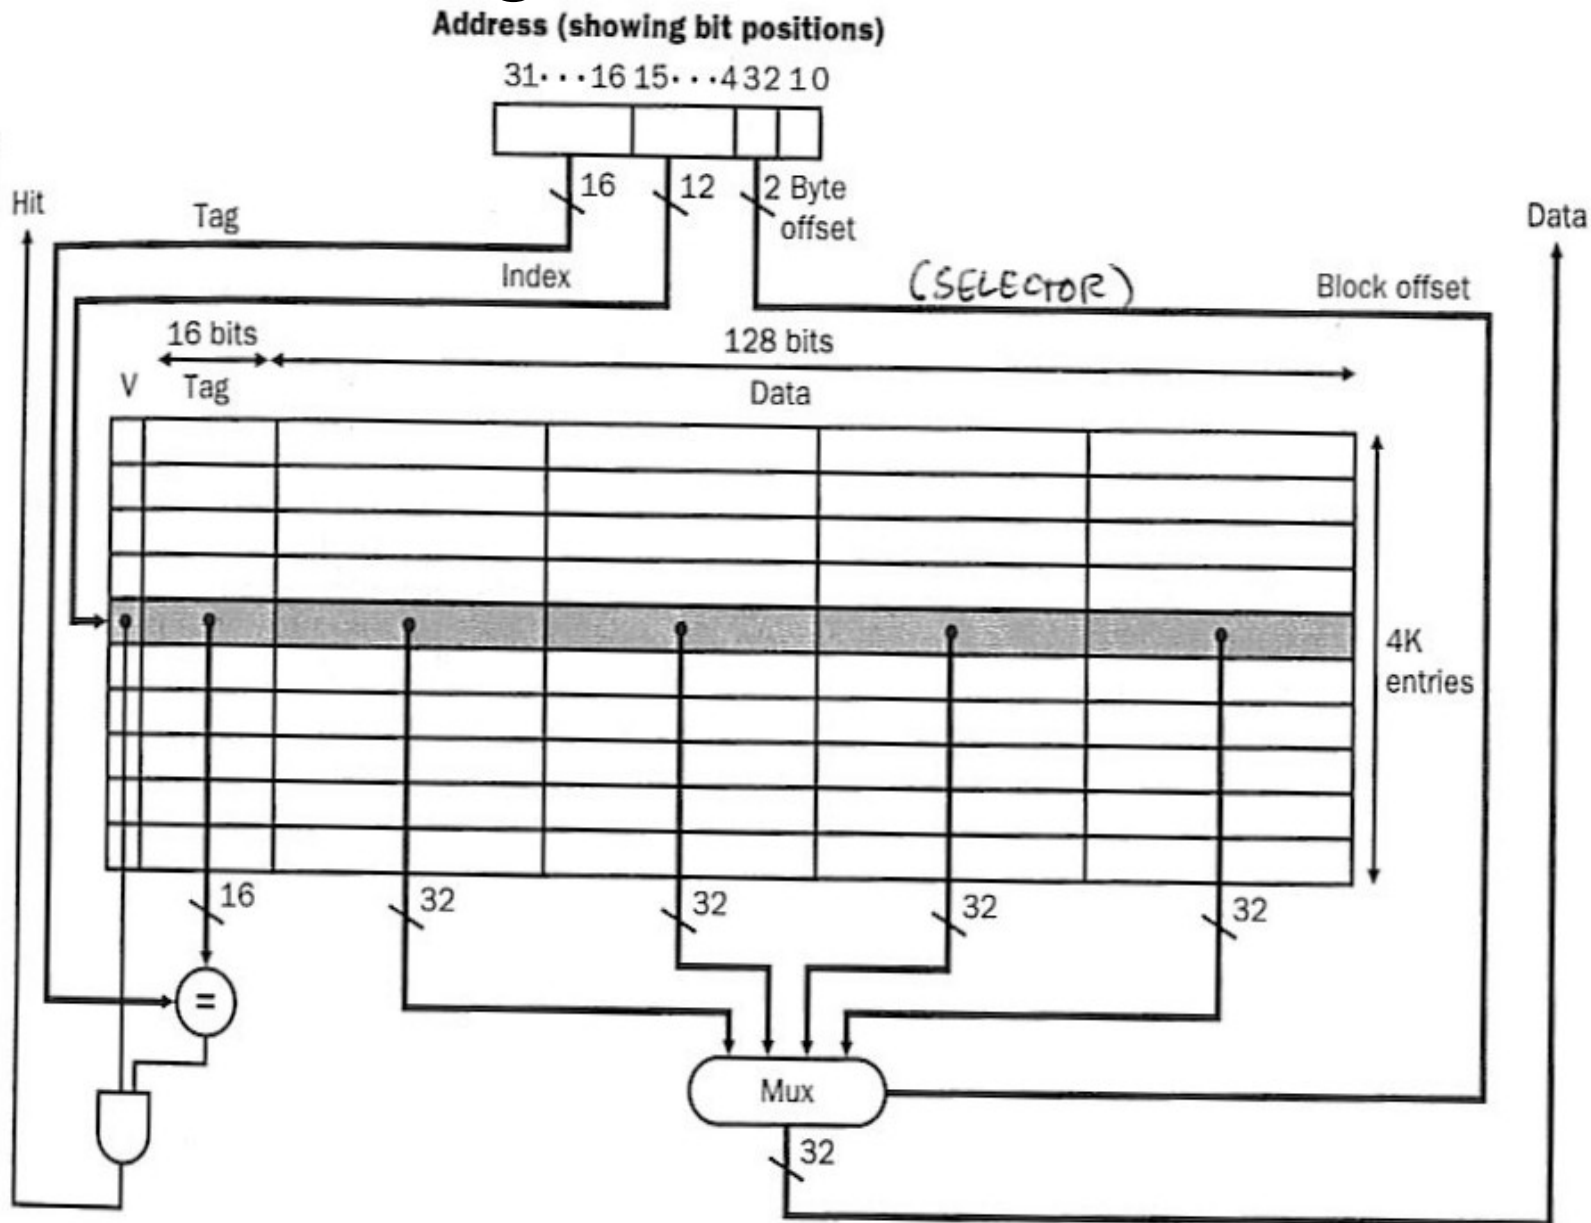 Address (showing bit positions)
31···16 15···4 3 2 1 0
16
12
2 Byte
offset
Hit
Tag
Data
Index
(SELECTOR)
Block offset
16 bits
128 bits
V
Tag
Data
4K
entries
16
32
32
32
32
=
Mux
32